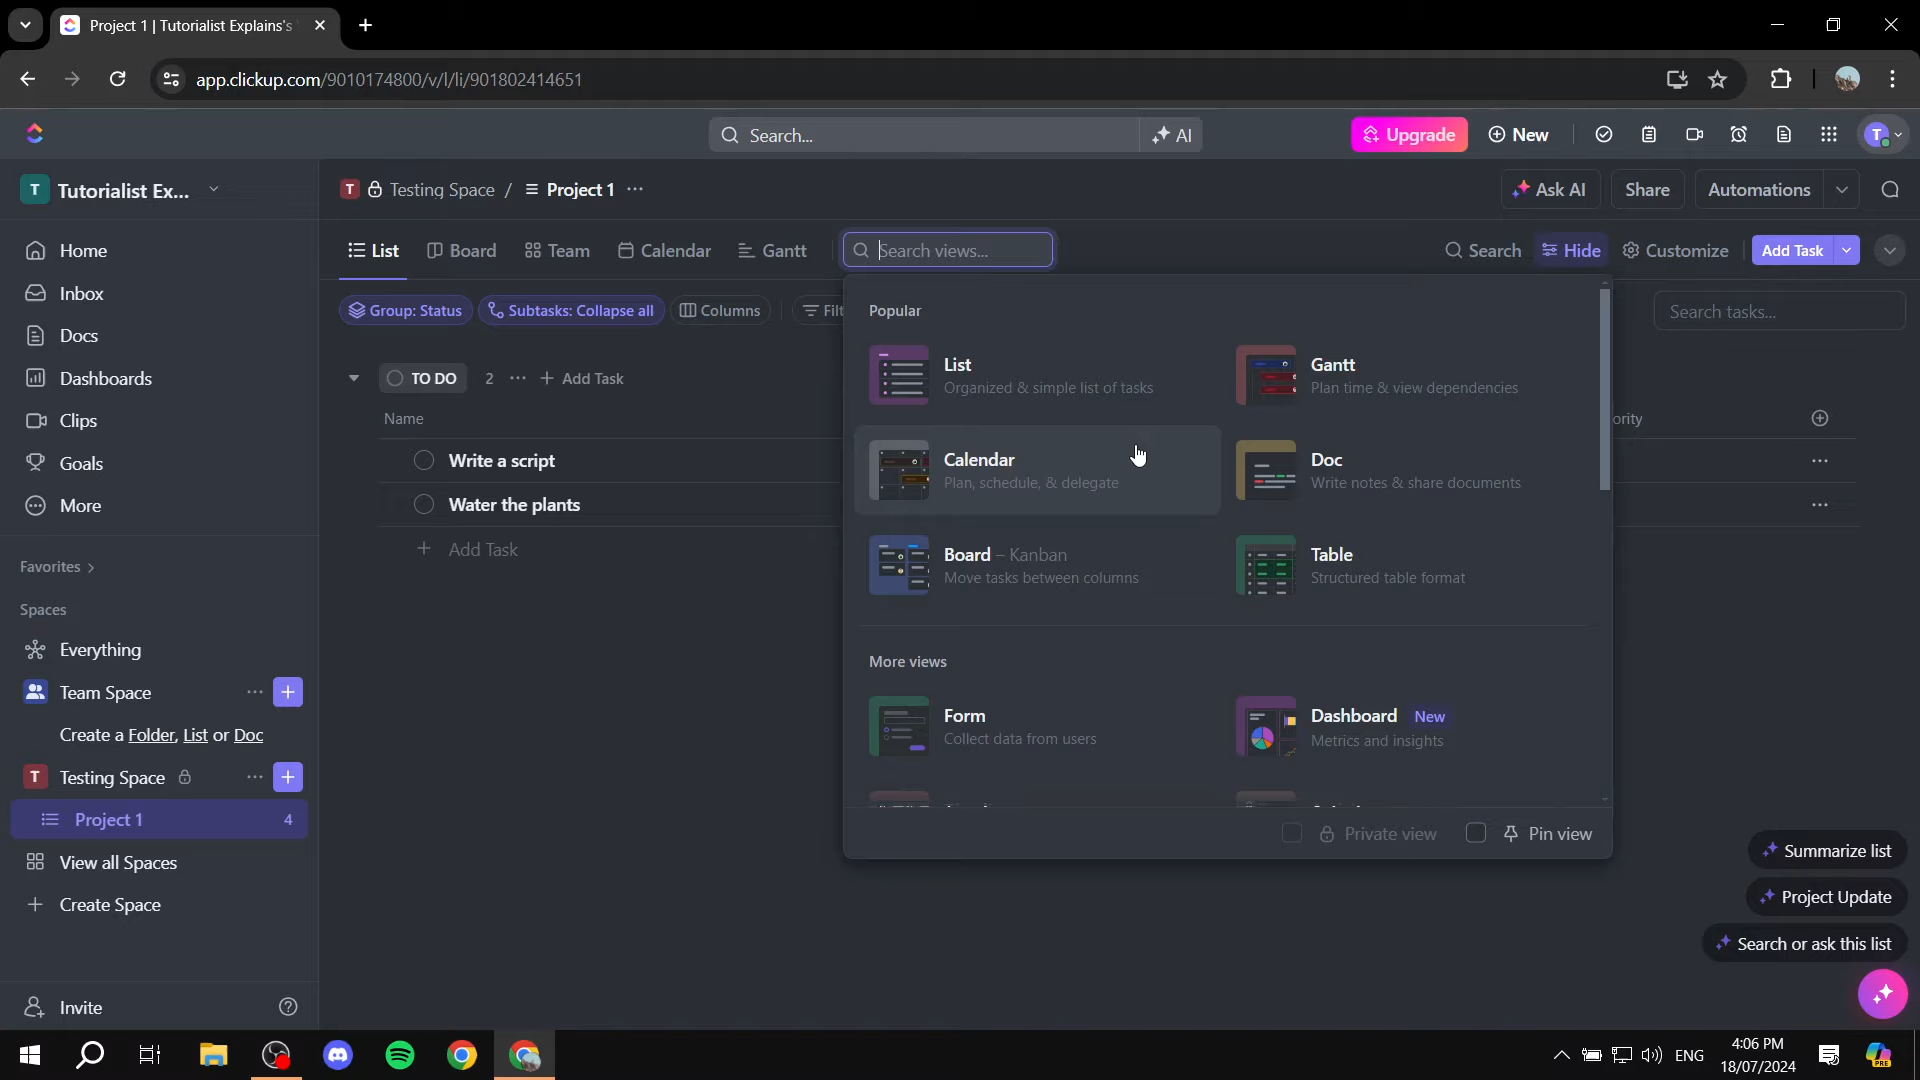 Project 1 | Tutorialist Explains's
app.clickup.com/9010174800/v/l/li/901802414651
Search...
AI
Upgrade
New
T
T Tutorialist Ex...
T Testing Space / Project 1 ...
Ask AI
Share
Automations
Home
Inbox
Docs
Dashboards
Clips
Goals
More
Favorites
Spaces
Everything
Team Space
Create a Folder, List or Doc
T Testing Space
Project 1 4
View all Spaces
Create Space
Invite
List
Board
Team
Calendar
Gantt
Search views...
Search
Hide
Customize
Add Task
Group: Status
Subtasks: Collapse all
Columns
Filt
Search tasks...
TO DO 2 ... + Add Task
Name
ority
Write a script
Water the plants
+ Add Task
Popular
List
Organized & simple list of tasks
Gantt
Plan time & view dependencies
Calendar
Plan, schedule, & delegate
Doc
Write notes & share documents
Board – Kanban
Move tasks between columns
Table
Structured table format
More views
Form
Collect data from users
Dashboard New
Metrics and insights
Private view
Pin view
Summarize list
Project Update
Search or ask this list
ENG
4:06 PM
18/07/2024
PRE